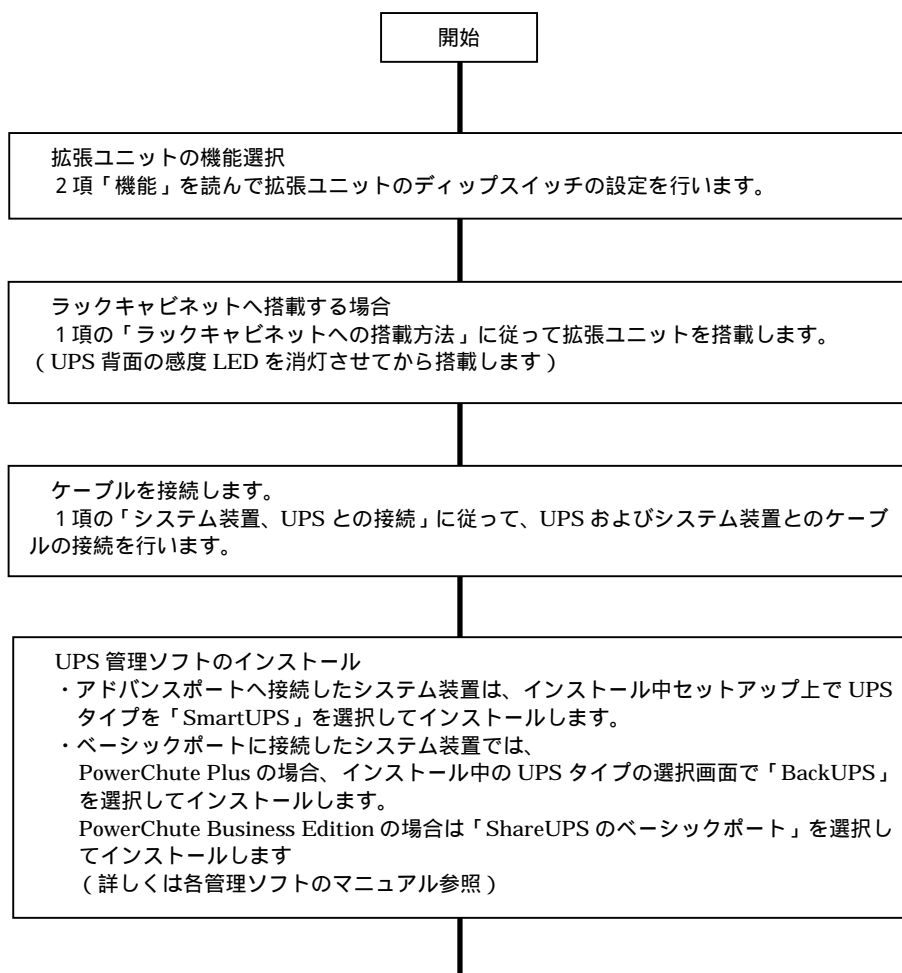 開始
拡張ユニットの機能選択
2項「機能」を読んで拡張ユニットのディップスイッチの設定を行います。
ラックキャビネットへ搭載する場合
1項の「ラックキャビネットへの搭載方法」に従って拡張ユニットを搭載します。
(UPS 背面の感度 LED を消灯させてから搭載します)
ケーブルを接続します。
1項の「システム装置、UPS との接続」に従って、UPS およびシステム装置とのケーブ
ルの接続を行います。
UPS 管理ソフトのインストール
・アドバンスポートへ接続したシステム装置は、インストール中セットアップ上で UPS
タイプを「SmartUPS」を選択してインストールします。
・ベーシックポートに接続したシステム装置では、
PowerChute Plus の場合、インストール中の UPS タイプの選択画面で「BackUPS」
を選択してインストールします。
PowerChute Business Edition の場合は「ShareUPS のベーシックポート」を選択し
てインストールします
(詳しくは各管理ソフトのマニュアル参照)